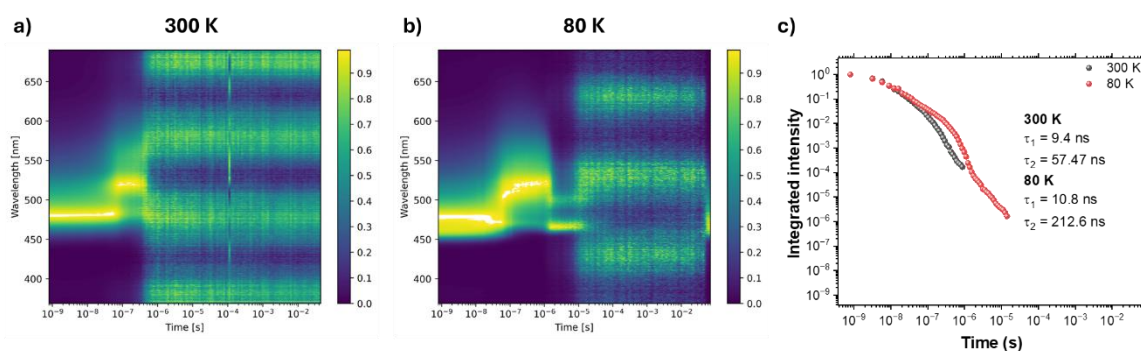 a)
300 K
Wavelength [nm]
650
600
550
500
450
400
10⁻⁹ 10⁻⁸ 10⁻⁷ 10⁻⁶ 10⁻⁵ 10⁻⁴ 10⁻³ 10⁻²
Time [s]
0.9
0.8
0.7
0.6
0.5
0.4
0.3
0.2
0.1
0.0
b)
80 K
Wavelength [nm]
650
600
550
500
450
400
10⁻⁹ 10⁻⁸ 10⁻⁷ 10⁻⁶ 10⁻⁵ 10⁻⁴ 10⁻³ 10⁻²
Time [s]
0.9
0.8
0.7
0.6
0.5
0.4
0.3
0.2
0.1
0.0
c)
Integrated intensity
10⁰
10⁻¹
10⁻²
10⁻³
10⁻⁴
10⁻⁵
10⁻⁶
10⁻⁷
10⁻⁸
10⁻⁹
300 K
80 K
300 K
τ₁ = 9.4 ns
τ₂ = 57.47 ns
80 K
τ₁ = 10.8 ns
τ₂ = 212.6 ns
10⁻⁹ 10⁻⁸ 10⁻⁷ 10⁻⁶ 10⁻⁵ 10⁻⁴ 10⁻³ 10⁻²
Time (s)